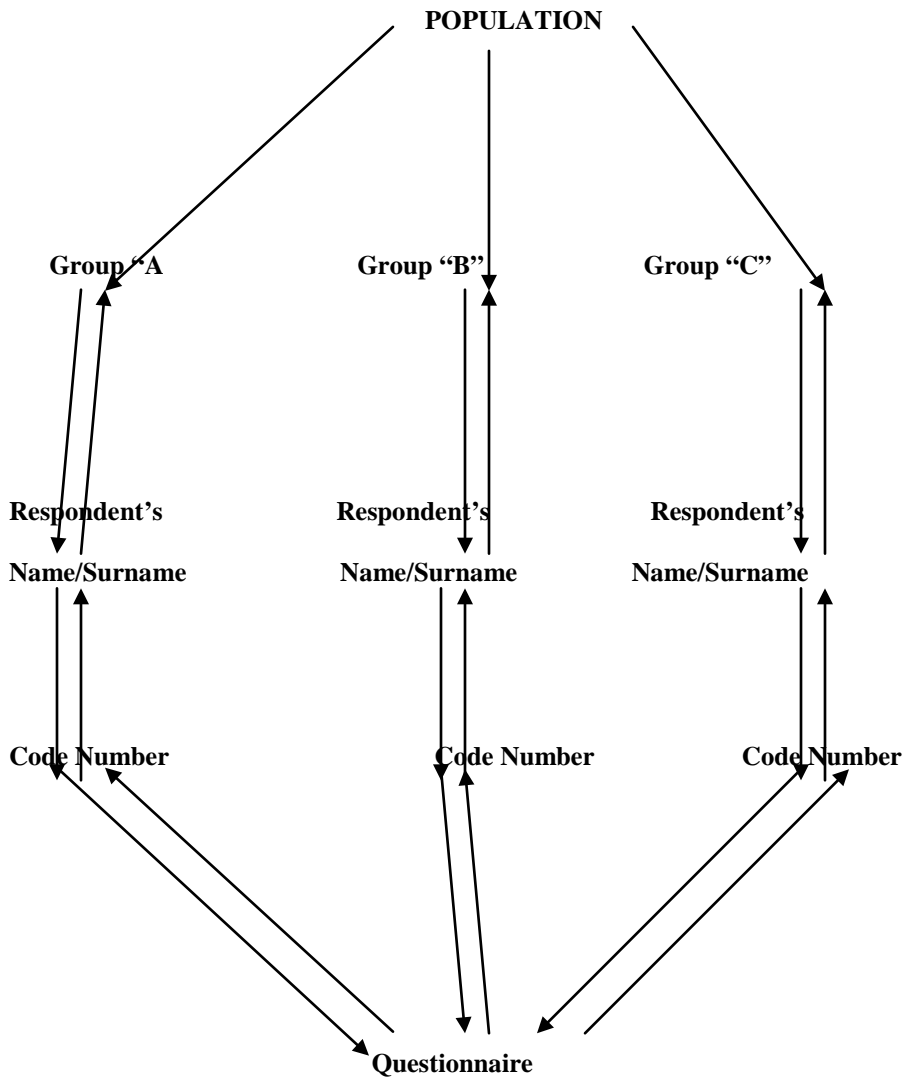 POPULATION
Group “A
Group “B”
Group “C”
Respondent’s
Respondent’s
Respondent’s
Name/Surname
Name/Surname
Name/Surname
Code Number
Code Number
Code Number
Questionnaire